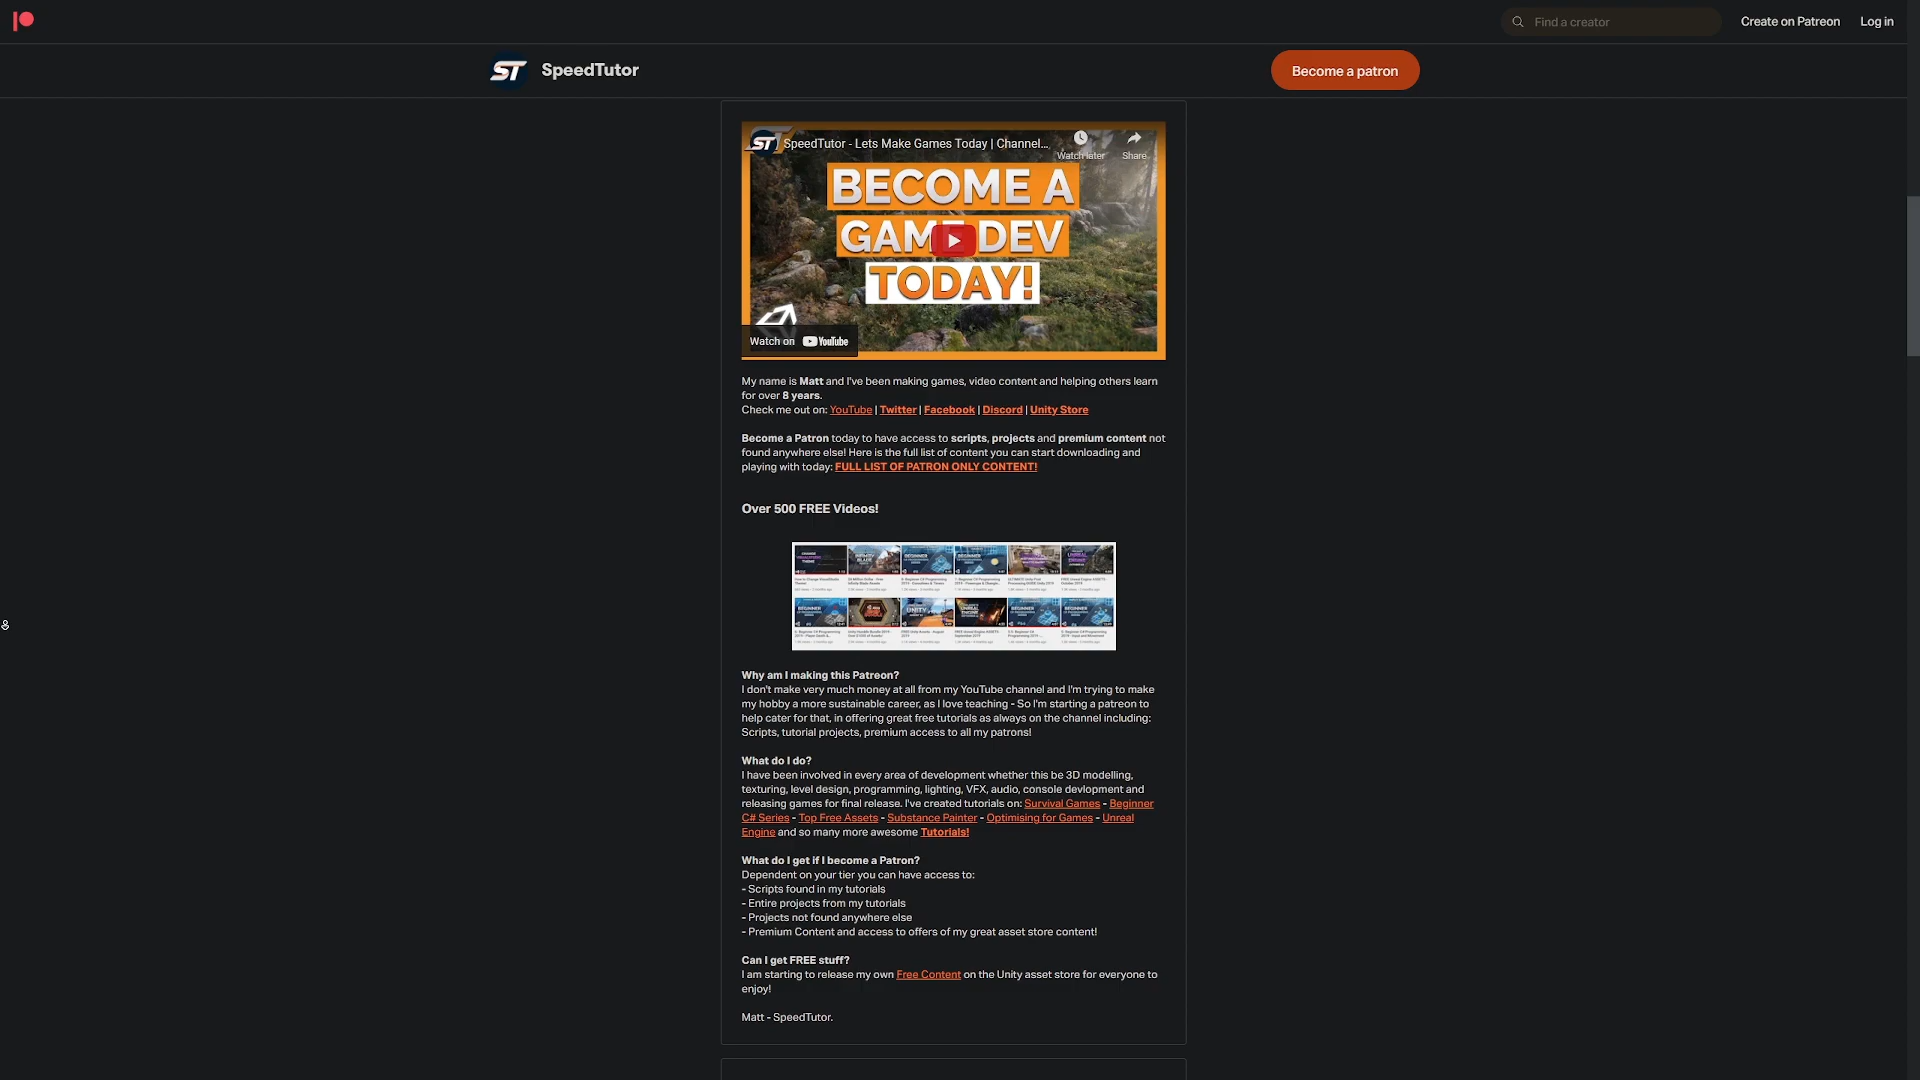 Find a creator
Create on Patreon
Log in
ST
SpeedTutor
Become a patron
ST
SpeedTutor - Lets Make Games Today | Channel...
Watch later
Share
BECOME A
GAME DEV
TODAY!
Watch on YouTube
My name is Matt and I've been making games, video content and helping others learn
for over 8 years.
Check me out on: YouTube | Twitter | Facebook | Discord | Unity Store
Become a Patron today to have access to scripts, projects and premium content not
found anywhere else! Here is the full list of content you can start downloading and
playing with today: FULL LIST OF PATRON ONLY CONTENT!
Over 500 FREE Videos!
Why am I making this Patreon?
I don't make very much money at all from my YouTube channel and I'm trying to make
my hobby a more sustainable career, as I love teaching - So I'm starting a patreon to
help cater for that, in offering great free tutorials as always on the channel including:
Scripts, tutorial projects, premium access to all my patrons!
What do I do?
I have been involved in every area of development whether this be 3D modelling,
texturing, level design, programming, lighting, VFX, audio, console devlopment and
releasing games for final release. I've created tutorials on: Survival Games - Beginner
C# Series - Top Free Assets - Substance Painter - Optimising for Games - Unreal
Engine and so many more awesome Tutorials!
What do I get if I become a Patron?
Dependent on your tier you can have access to:
- Scripts found in my tutorials
- Entire projects from my tutorials
- Projects not found anywhere else
- Premium Content and access to offers of my great asset store content!
Can I get FREE stuff?
I am starting to release my own Free Content on the Unity asset store for everyone to
enjoy!
Matt - SpeedTutor.